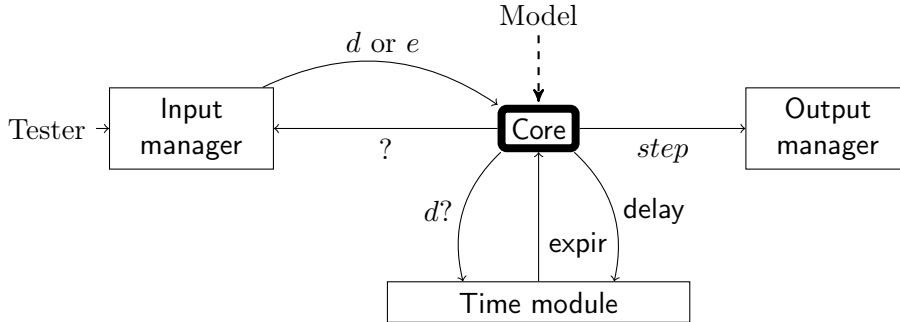 Model
d or e
Tester
Input
manager
Core
Output
manager
?
step
d?
delay
expir
Time module